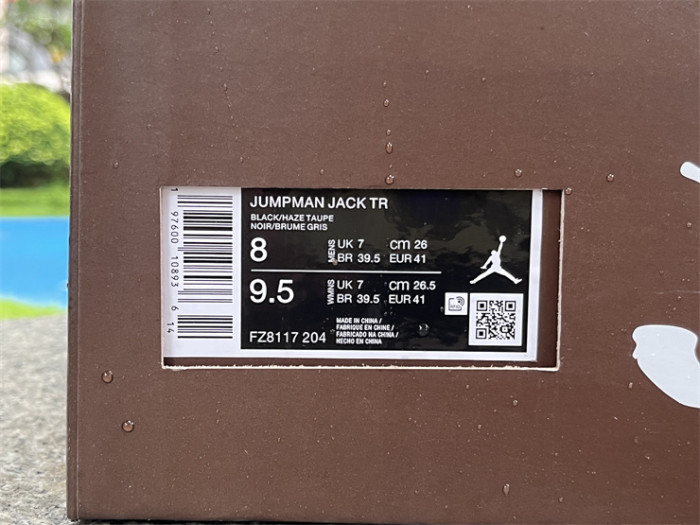 JUMPMAN JACK TR
BLACK/HAZE TAUPE
NOIR/BRUME GRIS
8 MENS UK 7 cm 26
BR 39.5 EUR 41
9.5 WMNS UK 7 cm 26.5
BR 39.5 EUR 41
MADE IN CHINA /
FABRIQUE EN CHINE /
FABRICADO NA CHINA /
HECHO EN CHINA
FZ8117 204
1 97600 10893 6 14